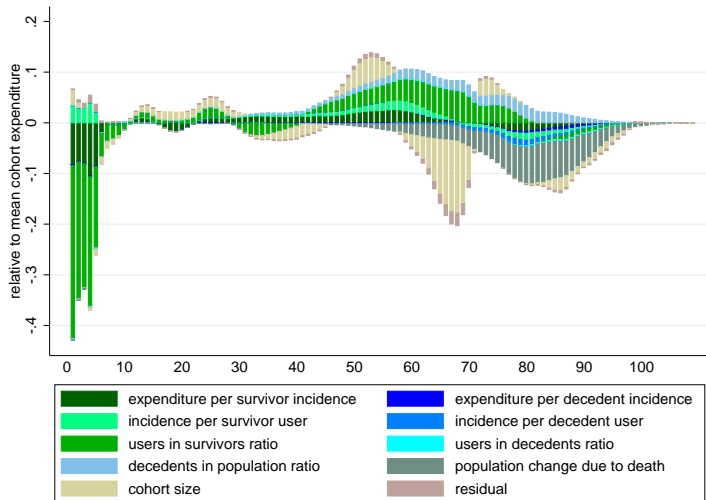 .2
.1
0
-.1
-.2
-.3
-.4
relative to mean cohort expenditure
0 10 20 30 40 50 60 70 80 90 100
expenditure per survivor incidence
expenditure per decedent incidence
incidence per survivor user
incidence per decedent user
users in survivors ratio
users in decedents ratio
decedents in population ratio
population change due to death
cohort size
residual